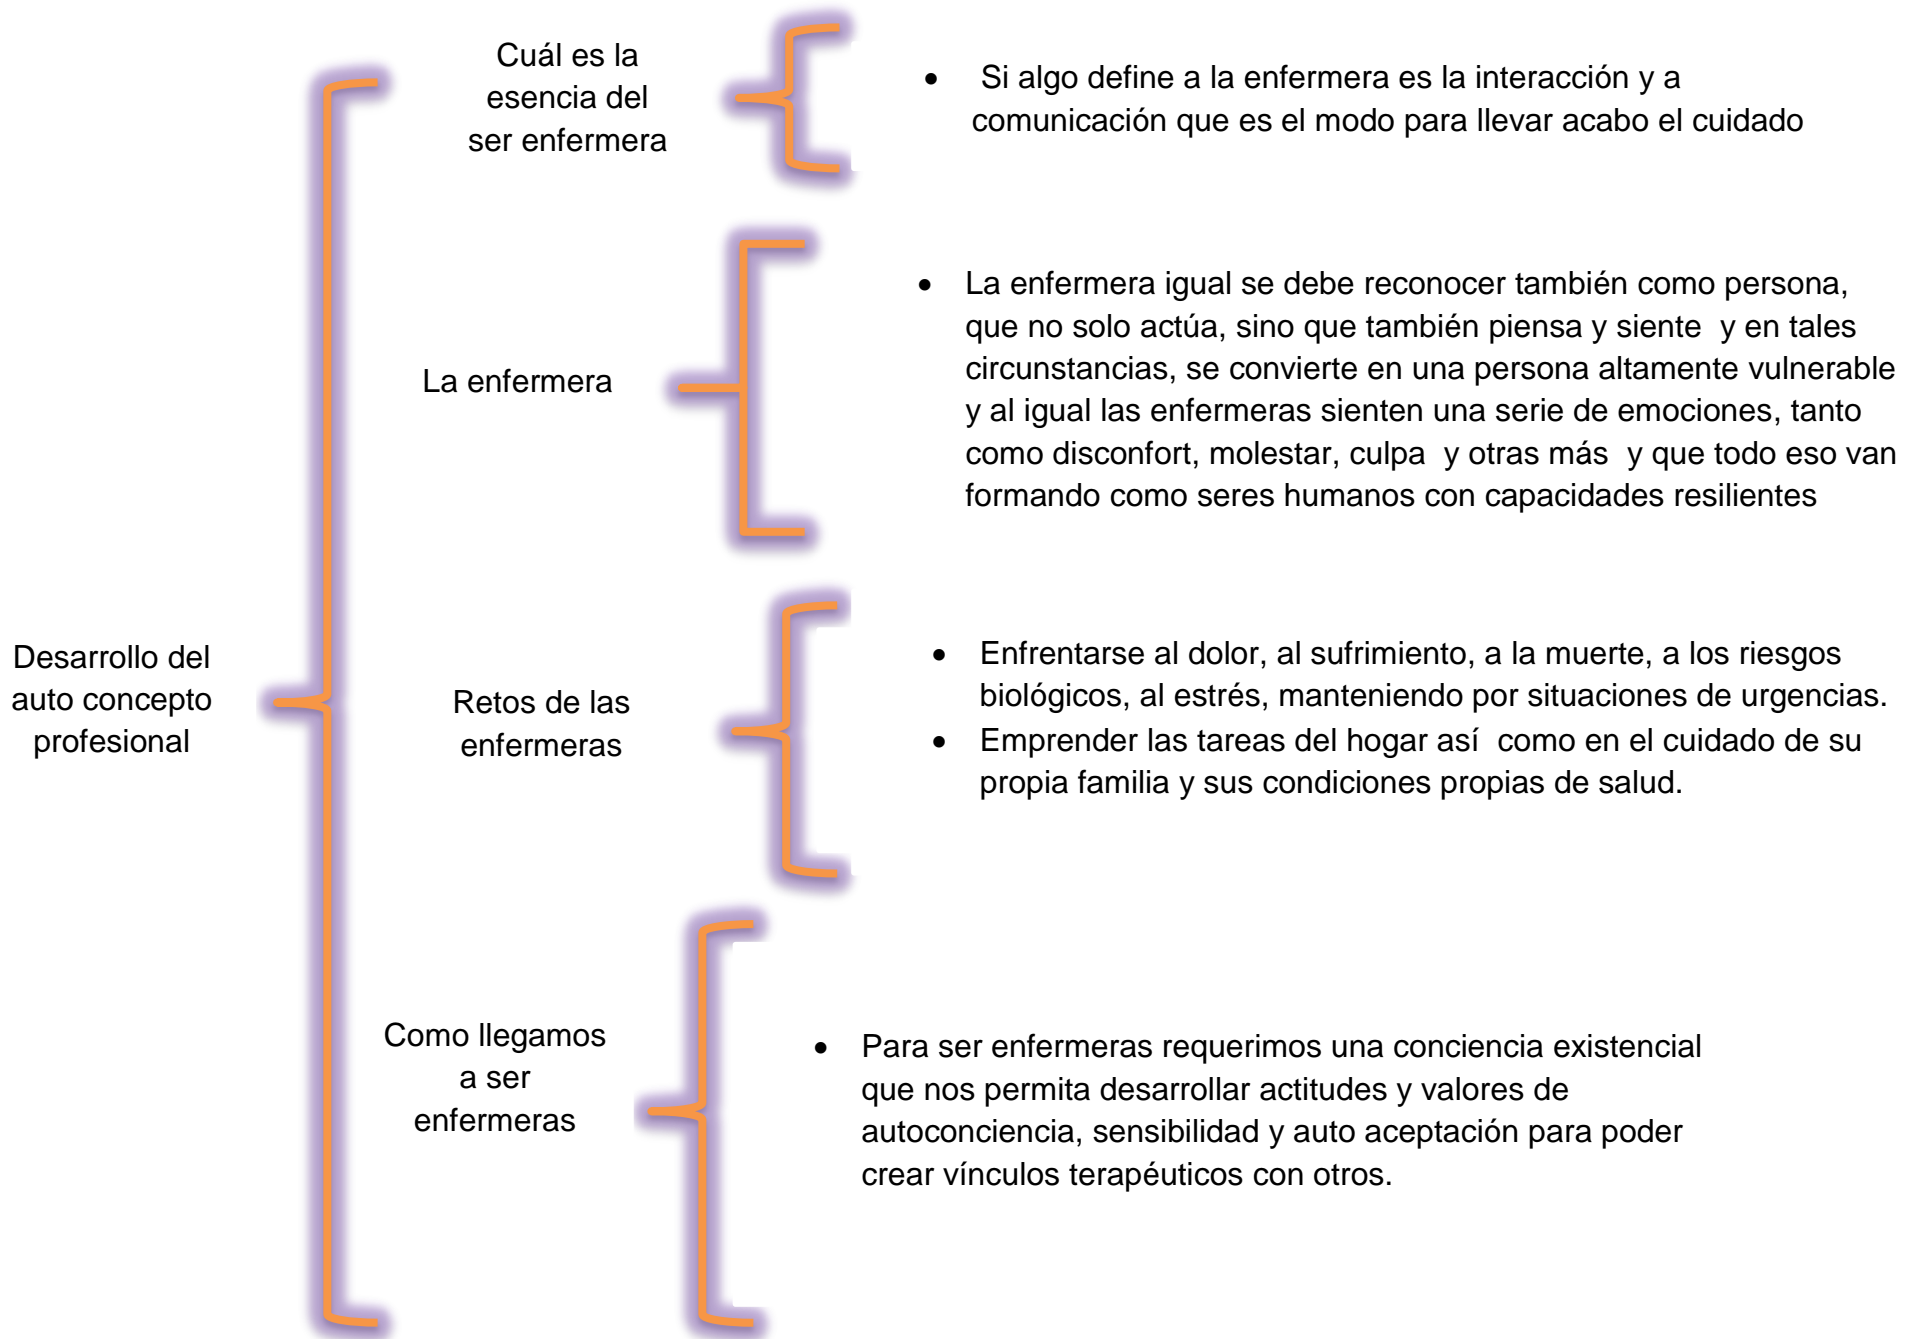 Desarrollo del
auto concepto
profesional
Cuál es la
esencia del
ser enfermera
• Si algo define a la enfermera es la interacción y a
comunicación que es el modo para llevar acabo el cuidado
La enfermera
• La enfermera igual se debe reconocer también como persona,
que no solo actúa, sino que también piensa y siente  y en tales
circunstancias, se convierte en una persona altamente vulnerable
y al igual las enfermeras sienten una serie de emociones, tanto
como disconfort, molestar, culpa  y otras más  y que todo eso van
formando como seres humanos con capacidades resilientes
Retos de las
enfermeras
• Enfrentarse al dolor, al sufrimiento, a la muerte, a los riesgos
biológicos, al estrés, manteniendo por situaciones de urgencias.
• Emprender las tareas del hogar así  como en el cuidado de su
propia familia y sus condiciones propias de salud.
Como llegamos
a ser
enfermeras
• Para ser enfermeras requerimos una conciencia existencial
que nos permita desarrollar actitudes y valores de
autoconciencia, sensibilidad y auto aceptación para poder
crear vínculos terapéuticos con otros.